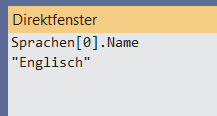 Direktfenster
Sprachen[0].Name
"Englisch"